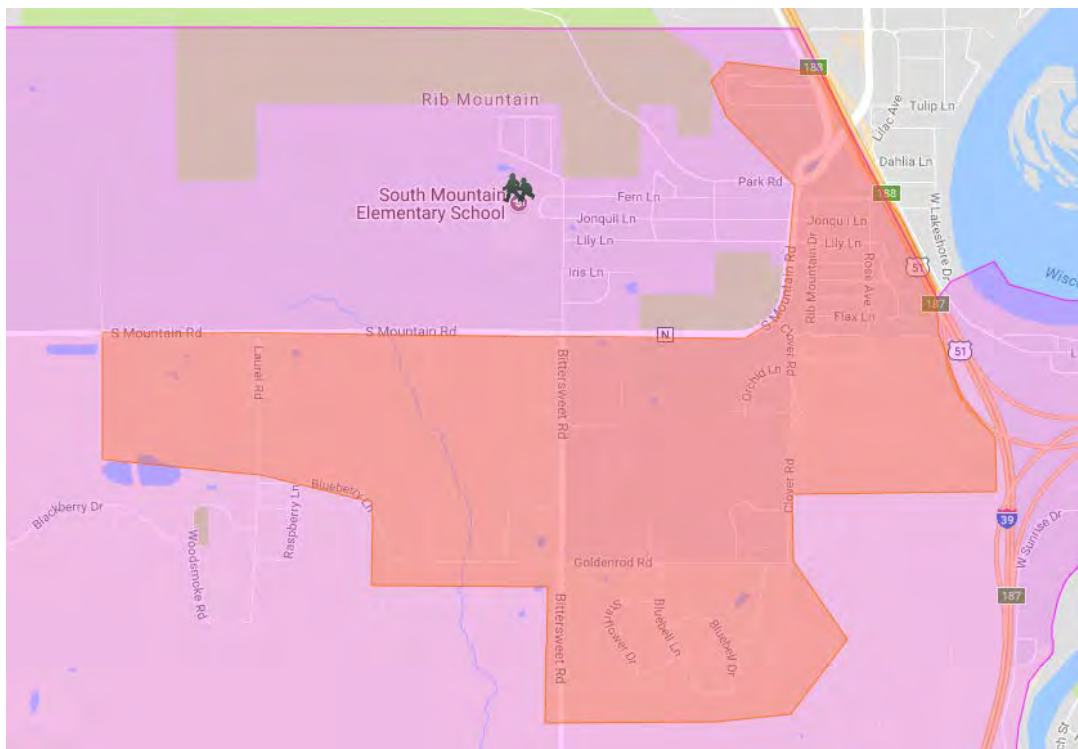 188
Tulip Ln
Lilac Ave
Rib Mountain
Dahlia Ln
Park Rd
South Mountain
Elementary School
Fern Ln
188
W Lakeshore Dr
Jonquil Ln
Jonquil Ln
Lily Ln
Lily Ln
Rib Mountain Dr
Rose Ave
51
Iris Ln
S Mountain Rd
187
Flax Ln
S Mountain Rd
S Mountain Rd
N
Clover Rd
51
Laurel Rd
Bittersweet Rd
Orchid Ln
Clover Rd
Blueberry Ln
Raspberry Ln
Blackberry Dr
Woodsmoke Rd
39
W Sunrise Dr
Goldenrod Rd
187
Bittersweet Rd
Starflower Dr
Bluebell Ln
Bluebell Dr